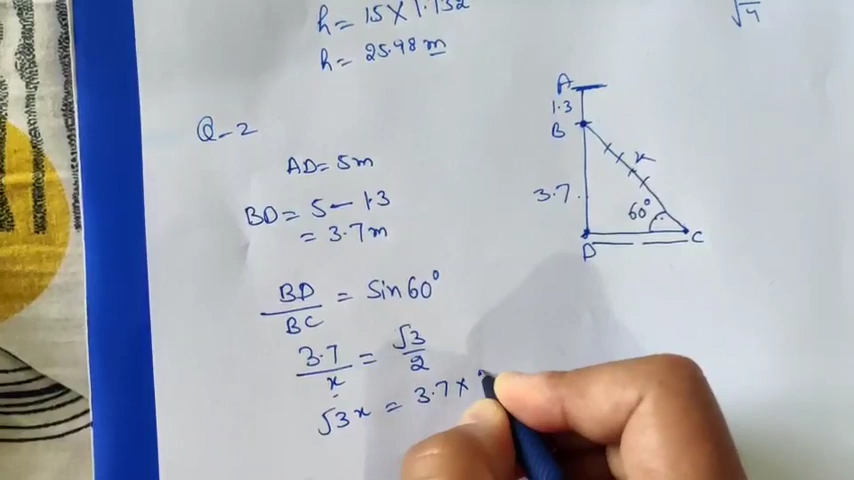 h = 15 X 1.732
h = 25.98 m
√4
Q-2
AD = 5m
BD = 5 - 1.3
= 3.7m
BD/BC = Sin 60°
3.7/x = √3/2
√3x = 3.7 x
A
1.3
B
x
3.7
60°
D
C